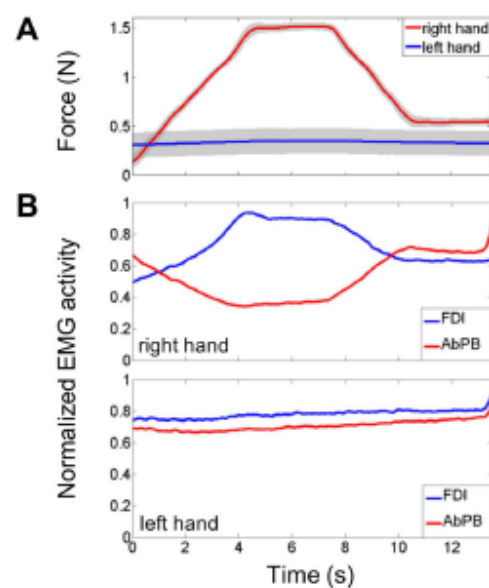 A
right hand
left hand
Force (N)
1.5
1
0.5
0
B
Normalized EMG activity
1
0.8
0.6
0.4
0.2
0
FDI
AbPB
right hand
1
0.8
0.6
0.4
0.2
0
FDI
AbPB
left hand
0 2 4 6 8 10 12
Time (s)